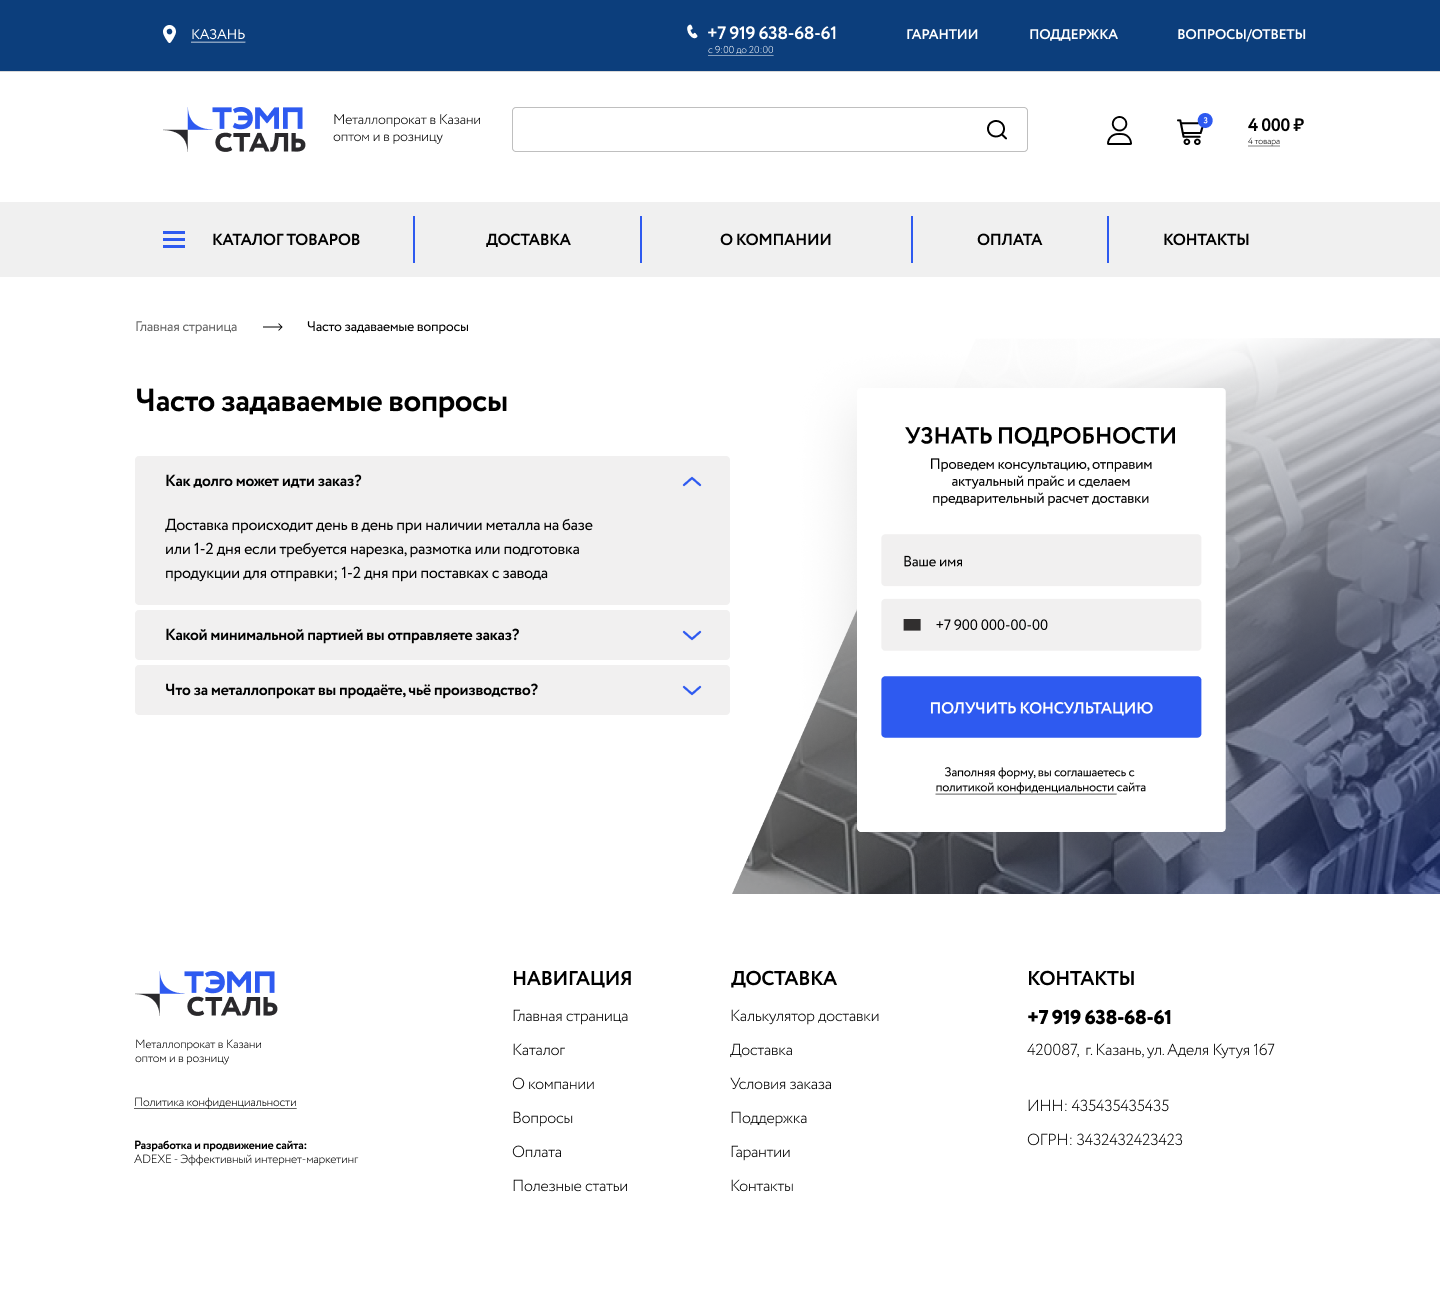 КАЗАНЬ
+7 919 638-68-61
с 9:00 до 20:00
ГАРАНТИИ
ПОДДЕРЖКА
ВОПРОСЫ/ОТВЕТЫ
ТЭМП
СТАЛЬ
Металлопрокат в Казани
оптом и в розницу
3
4 000 ₽
4 товара
КАТАЛОГ ТОВАРОВ
ДОСТАВКА
О КОМПАНИИ
ОПЛАТА
КОНТАКТЫ
Главная страница
Часто задаваемые вопросы
Часто задаваемые вопросы
Как долго может идти заказ?
Доставка происходит день в день при наличии металла на базе
или 1-2 дня если требуется нарезка, размотка или подготовка
продукции для отправки; 1-2 дня при поставках с завода
Какой минимальной партией вы отправляете заказ?
Что за металлопрокат вы продаёте, чьё производство?
УЗНАТЬ ПОДРОБНОСТИ
Проведем консультацию, отправим
актуальный прайс и сделаем
предварительный расчет доставки
Ваше имя
+7 900 000-00-00
ПОЛУЧИТЬ КОНСУЛЬТАЦИЮ
Заполняя форму, вы соглашаетесь с
политикой конфиденциальности сайта
ТЭМП
СТАЛЬ
Металлопрокат в Казани
оптом и в розницу
Политика конфиденциальности
Разработка и продвижение сайта:
ADEXE - Эффективный интернет-маркетинг
НАВИГАЦИЯ
Главная страница
Каталог
О компании
Вопросы
Оплата
Полезные статьи
ДОСТАВКА
Калькулятор доставки
Доставка
Условия заказа
Поддержка
Гарантии
Контакты
КОНТАКТЫ
+7 919 638-68-61
420087, г. Казань, ул. Аделя Кутуя 167
ИНН: 435435435435
ОГРН: 3432432423423